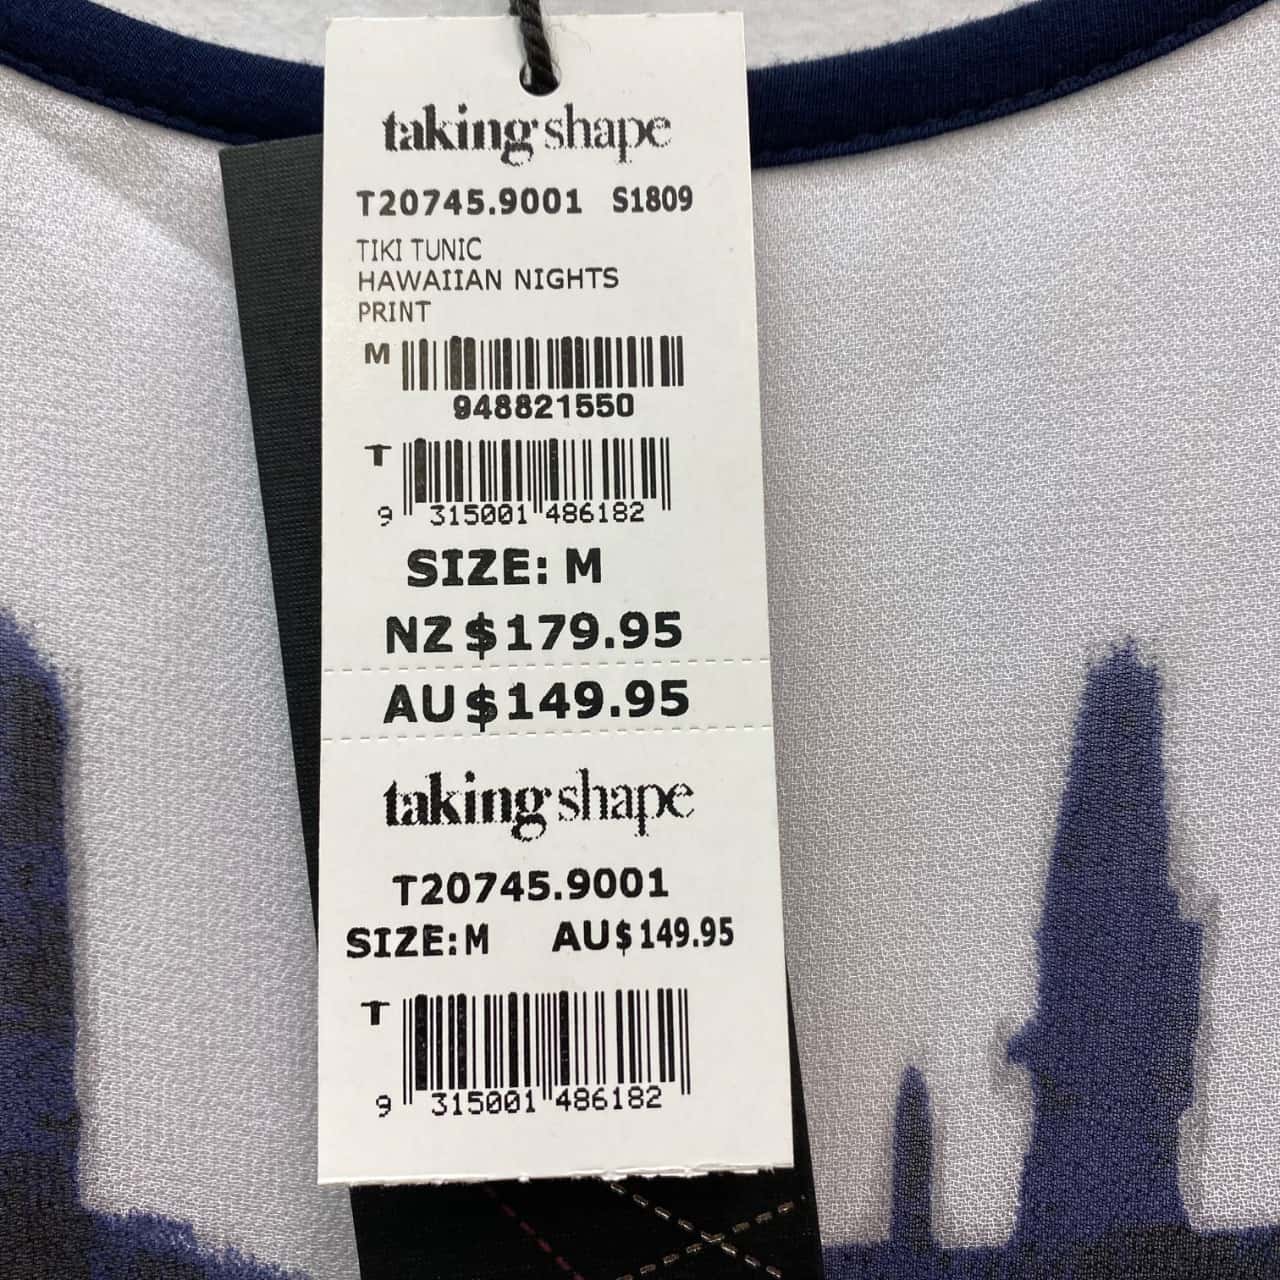 taking shape
T20745.9001 S1809
TIKI TUNIC
HAWAIIAN NIGHTS
PRINT
M
948821550
T
9 315001 486182
SIZE: M
NZ $179.95
AU $149.95
taking shape
T20745.9001
SIZE: M AU$ 149.95
T
9 315001 486182